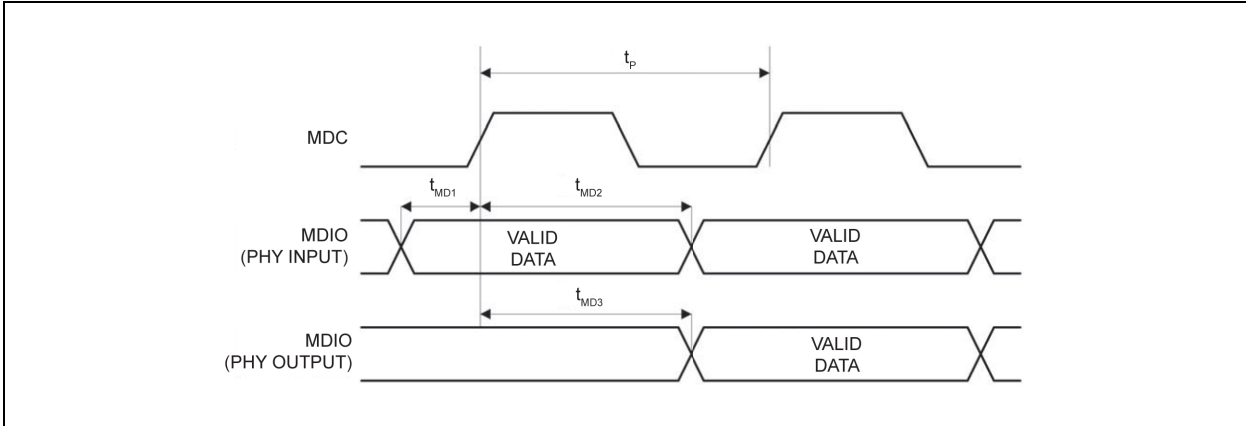 tP
MDC
tMD1
tMD2
MDIO
(PHY INPUT)
VALID
DATA
VALID
DATA
tMD3
MDIO
(PHY OUTPUT)
VALID
DATA